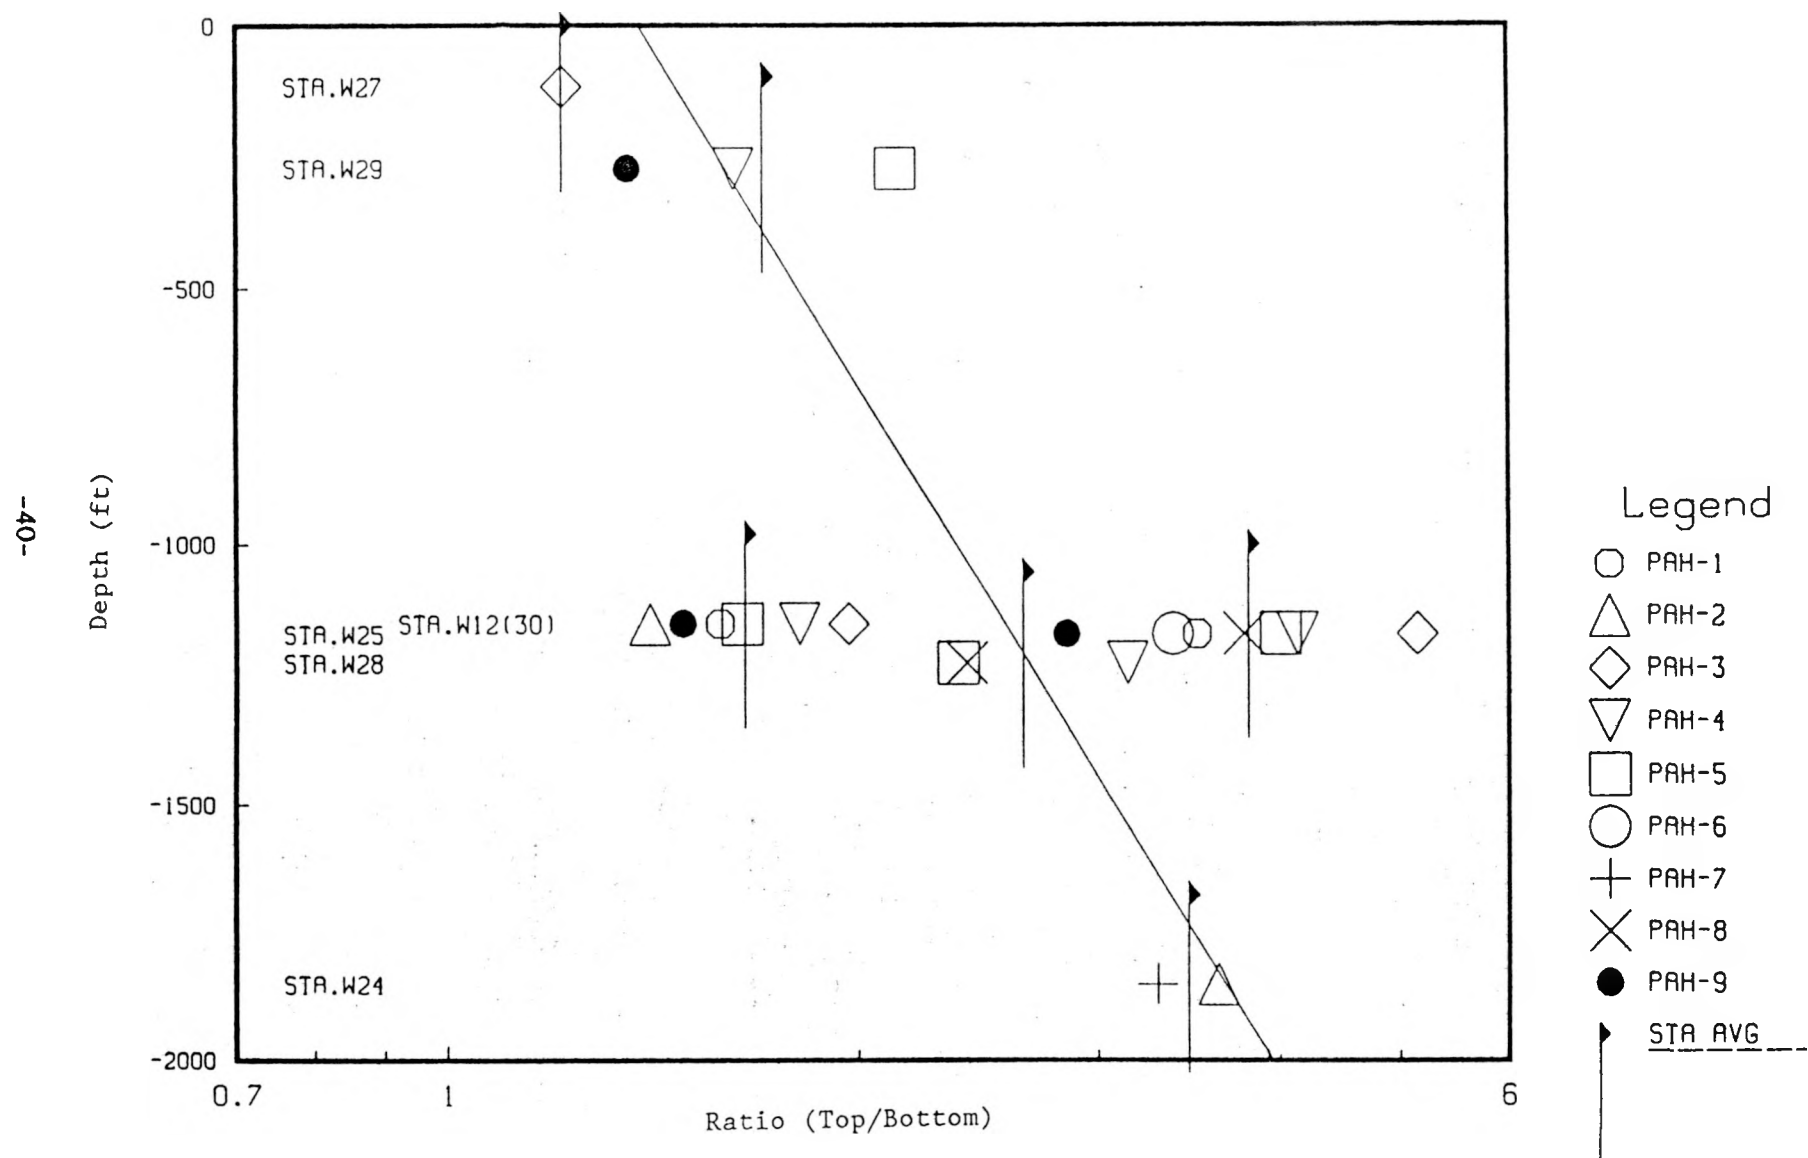 0
STA.W27
STA.W29
-500
-40-
Depth (ft)
-1000
STA.W25
STA.W12(30)
STA.W28
-1500
STA.W24
-2000
0.7
1
6
Ratio (Top/Bottom)
Legend
PAH-1
PAH-2
PAH-3
PAH-4
PAH-5
PAH-6
PAH-7
PAH-8
PAH-9
STA AVG